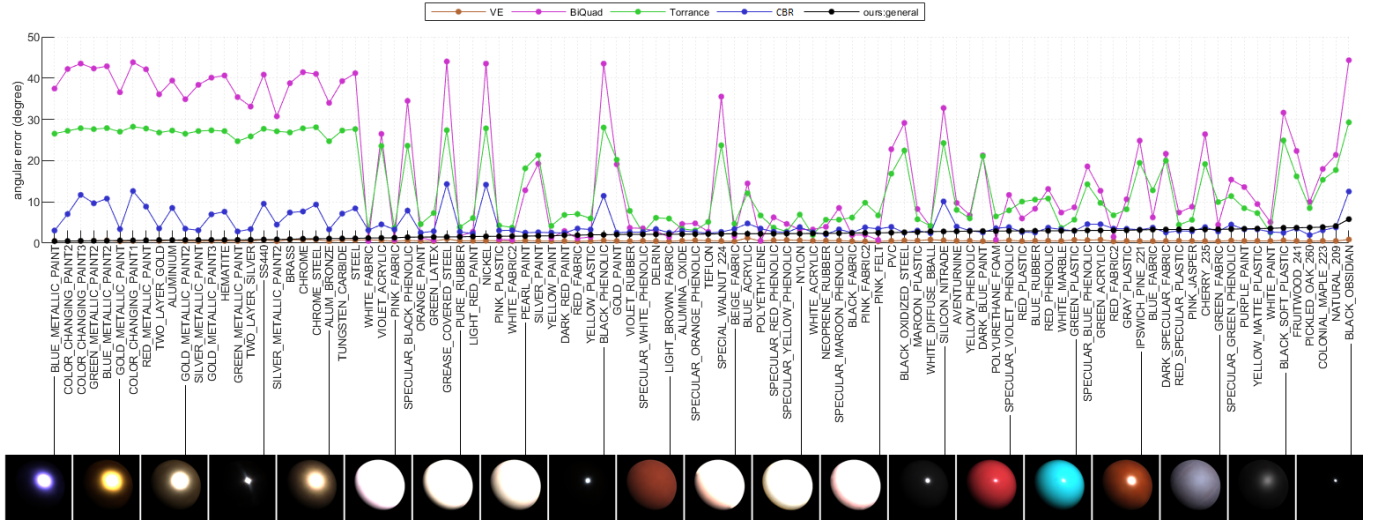 VE
BiQuad
Torrance
CBR
ours:general
angular error (degree)
50
40
30
20
10
0
BLUE_METALLIC_PAINT
COLOR_CHANGING_PAINT2
COLOR_CHANGING_PAINT3
GREEN_METALLIC_PAINT2
BLUE_METALLIC_PAINT2
GOLD_METALLIC_PAINT
COLOR_CHANGING_PAINT1
RED_METALLIC_PAINT
TWO_LAYER_GOLD
ALUMINIUM
GOLD_METALLIC_PAINT2
SILVER_METALLIC_PAINT
GOLD_METALLIC_PAINT3
HEMATITE
GREEN_METALLIC_PAINT
TWO_LAYER_SILVER
SS440
SILVER_METALLIC_PAINT2
BRASS
CHROME
CHROME_STEEL
ALUM_BRONZE
TUNGSTEN_CARBIDE
STEEL
WHITE_FABRIC
VIOLET_ACRYLIC
PINK_FABRIC
SPECULAR_BLACK_PHENOLIC
ORANGE_PAINT
GREEN_LATEX
GREASE_COVERED_STEEL
PURE_RUBBER
LIGHT_RED_PAINT
NICKEL
PINK_PLASTIC
WHITE_FABRIC2
PEARL_PAINT
SILVER_PAINT
YELLOW_PAINT
DARK_RED_PAINT
RED_FABRIC
YELLOW_PLASTIC
BLACK_PHENOLIC
GOLD_PAINT
VIOLET_RUBBER
SPECULAR_WHITE_PHENOLIC
DELRIN
LIGHT_BROWN_FABRIC
ALUMINA_OXIDE
SPECULAR_ORANGE_PHENOLIC
TEFLON
SPECIAL_WALNUT_224
BEIGE_FABRIC
BLUE_ACRYLIC
POLYETHYLENE
SPECULAR_RED_PHENOLIC
SPECULAR_YELLOW_PHENOLIC
NYLON
WHITE_ACRYLIC
NEOPRENE_RUBBER
SPECULAR_MAROON_PHENOLIC
BLACK_FABRIC
PINK_FABRIC2
PINK_FELT
PVC
BLACK_OXIDIZED_STEEL
MAROON_PLASTIC
WHITE_DIFFUSE_BBALL
SILICON_NITRADE
AVENTURNINE
YELLOW_PHENOLIC
DARK_BLUE_PAINT
POLYURETHANE_FOAM
SPECULAR_VIOLET_PHENOLIC
RED_PLASTIC
BLUE_RUBBER
RED_PHENOLIC
WHITE_MARBLE
GREEN_PLASTIC
SPECULAR_BLUE_PHENOLIC
GREEN_ACRYLIC
RED_FABRIC2
GRAY_PLASTIC
IPSWICH_PINE_221
BLUE_FABRIC
DARK_SPECULAR_FABRIC
RED_SPECULAR_PLASTIC
PINK_JASPER
CHERRY_235
GREEN_FABRIC
SPECULAR_GREEN_PHENOLIC
PURPLE_PAINT
YELLOW_MATTE_PLASTIC
WHITE_PAINT
BLACK_SOFT_PLASTIC
FRUITWOOD_241
PICKLED_OAK_260
COLONIAL_MAPLE_223
NATURAL_209
BLACK_OBSIDIAN